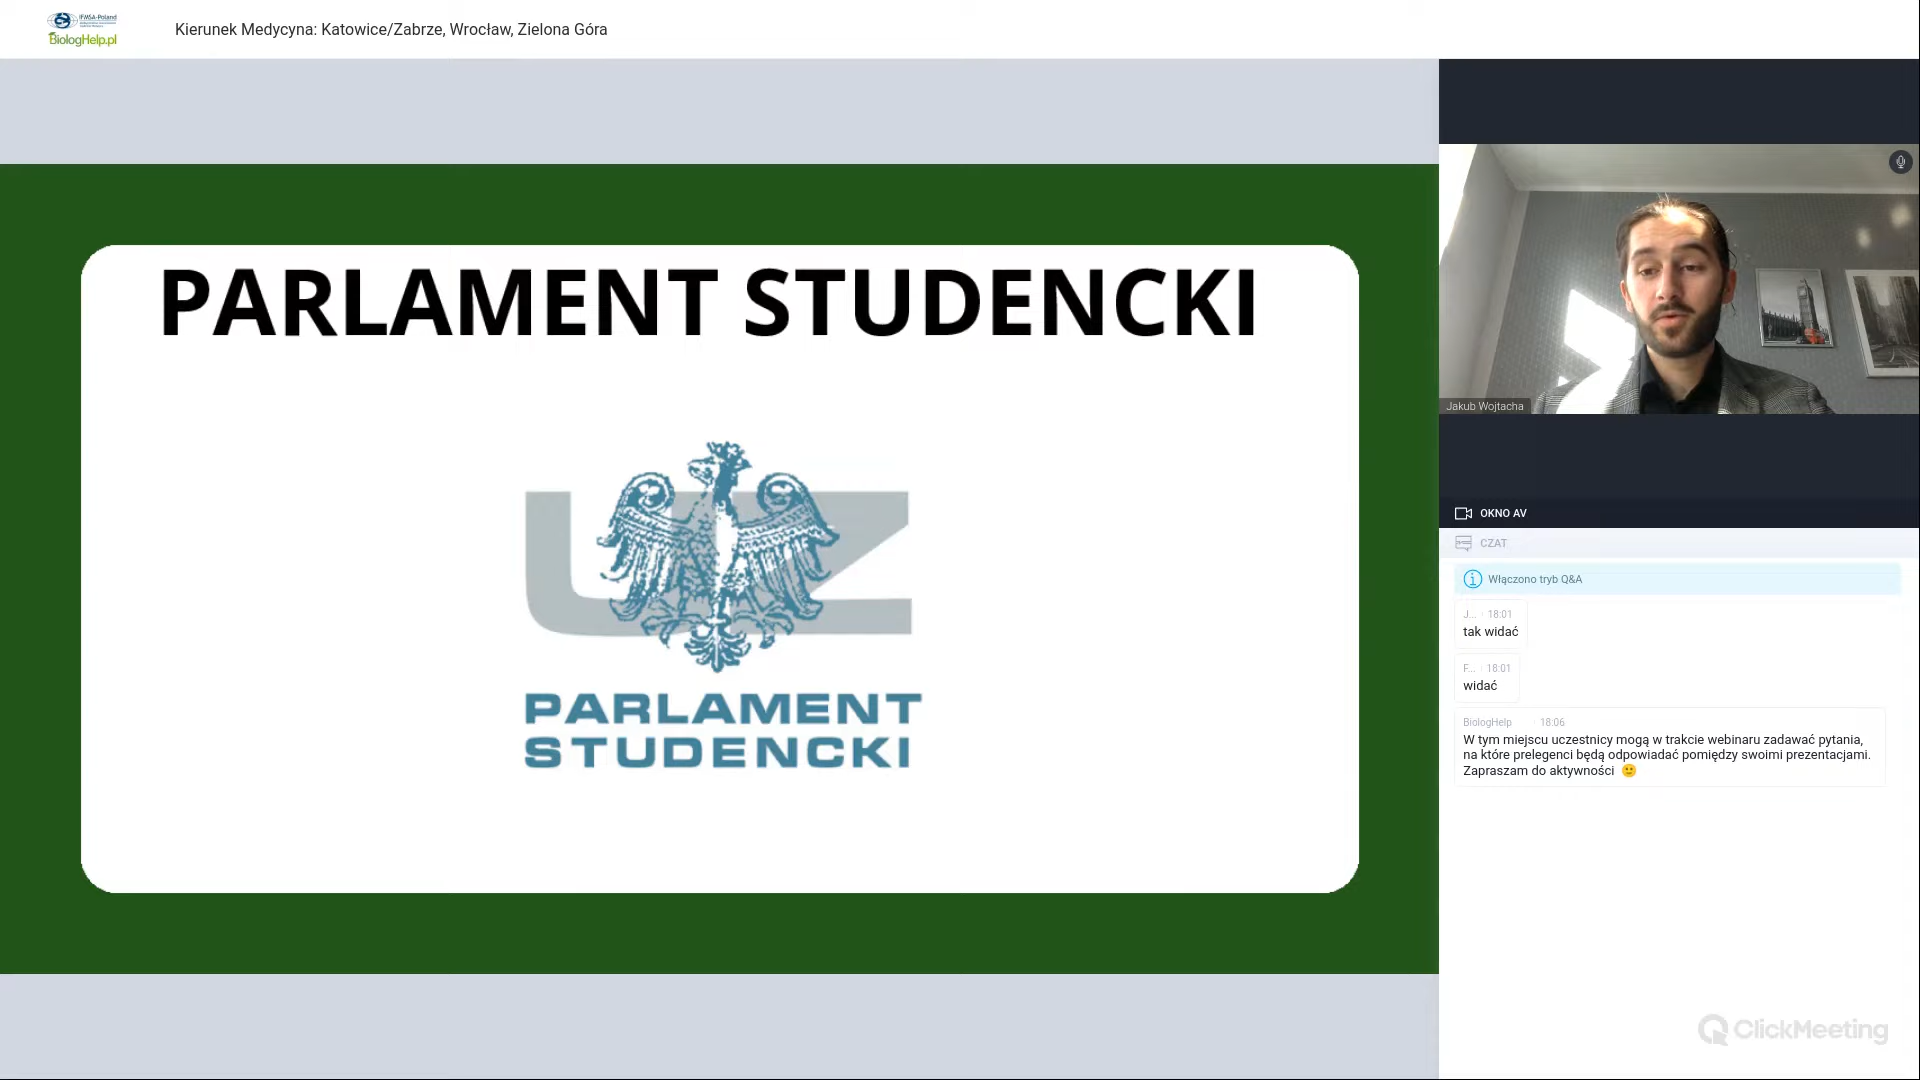 IFMSA-Poland
BiologHelp.pl
Kierunek Medycyna: Katowice/Zabrze, Wrocław, Zielona Góra
PARLAMENT STUDENCKI
UZ
PARLAMENT
STUDENCKI
Jakub Wojtacha
OKNO AV
CZAT
Włączono tryb Q&A
J... · 18:01
tak widać
F... 18:01
widać
BiologHelp · 18:06
W tym miejscu uczestnicy mogą w trakcie webinaru zadawać pytania,
na które prelegenci będą odpowiadać pomiędzy swoimi prezentacjami.
Zapraszam do aktywności 🙂
ClickMeeting